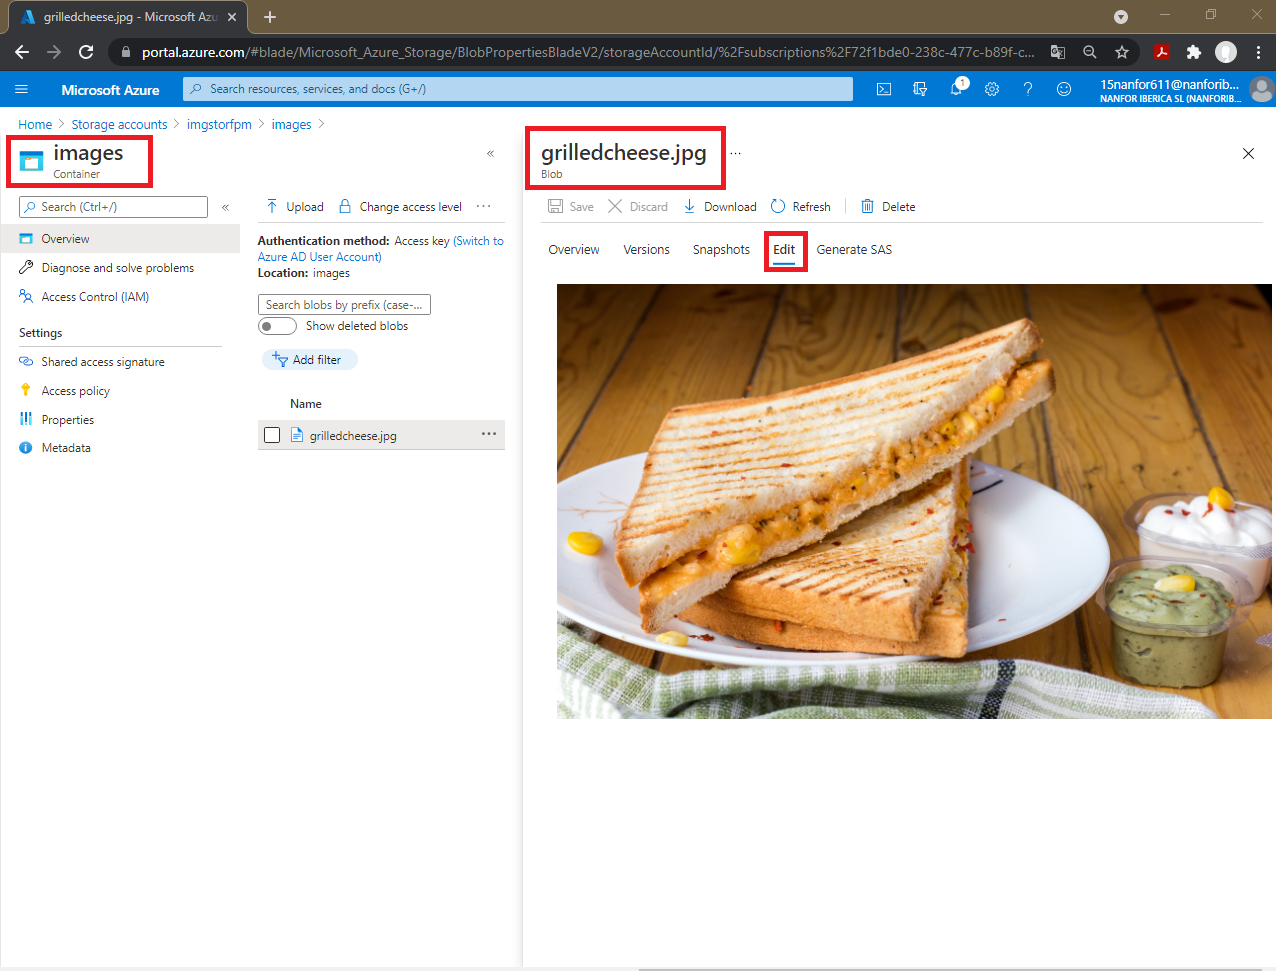 grilledcheese.jpg - Microsoft Azu
portal.azure.com/#blade/Microsoft_Azure_Storage/BlobPropertiesBladeV2/storageAccountId/%2Fsubscriptions%2F72f1bde0-238c-477c-b89f-c...
Microsoft Azure
Search resources, services, and docs (G+/)
1
15nanfor611@nanforib...
NANFOR IBERICA SL (NANFORIB...
Home > Storage accounts > imgstorfpm > images >
images
Container
Search (Ctrl+/)
Overview
Diagnose and solve problems
Access Control (IAM)
Settings
Shared access signature
Access policy
Properties
Metadata
Upload
Change access level
Authentication method: Access key (Switch to
Azure AD User Account)
Location: images
Search blobs by prefix (case-...
Show deleted blobs
Add filter
Name
grilledcheese.jpg
grilledcheese.jpg
Blob
Save
Discard
Download
Refresh
Delete
Overview
Versions
Snapshots
Edit
Generate SAS